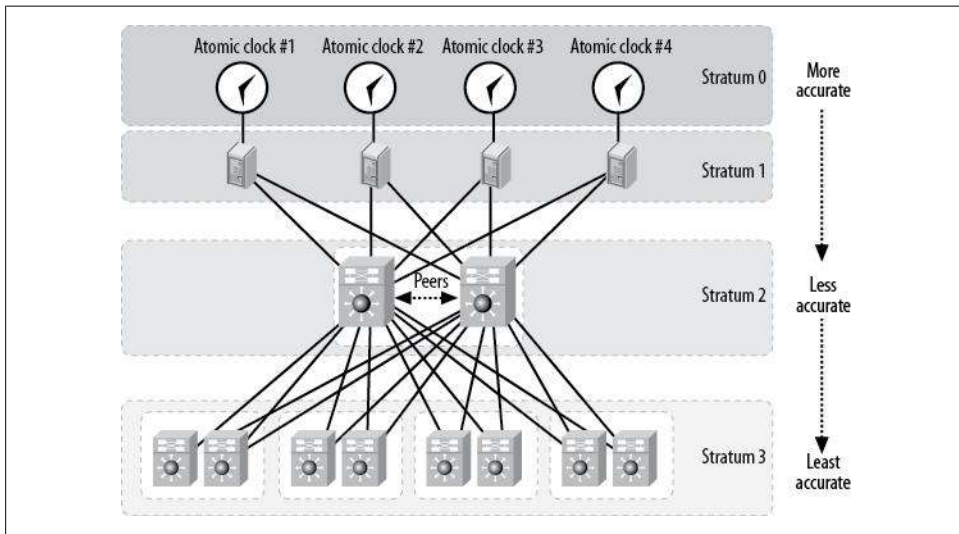 Atomic clock #1
Atomic clock #2
Atomic clock #3
Atomic clock #4
Stratum 0
More
accurate
Stratum 1
Peers
Stratum 2
Less
accurate
Stratum 3
Least
accurate